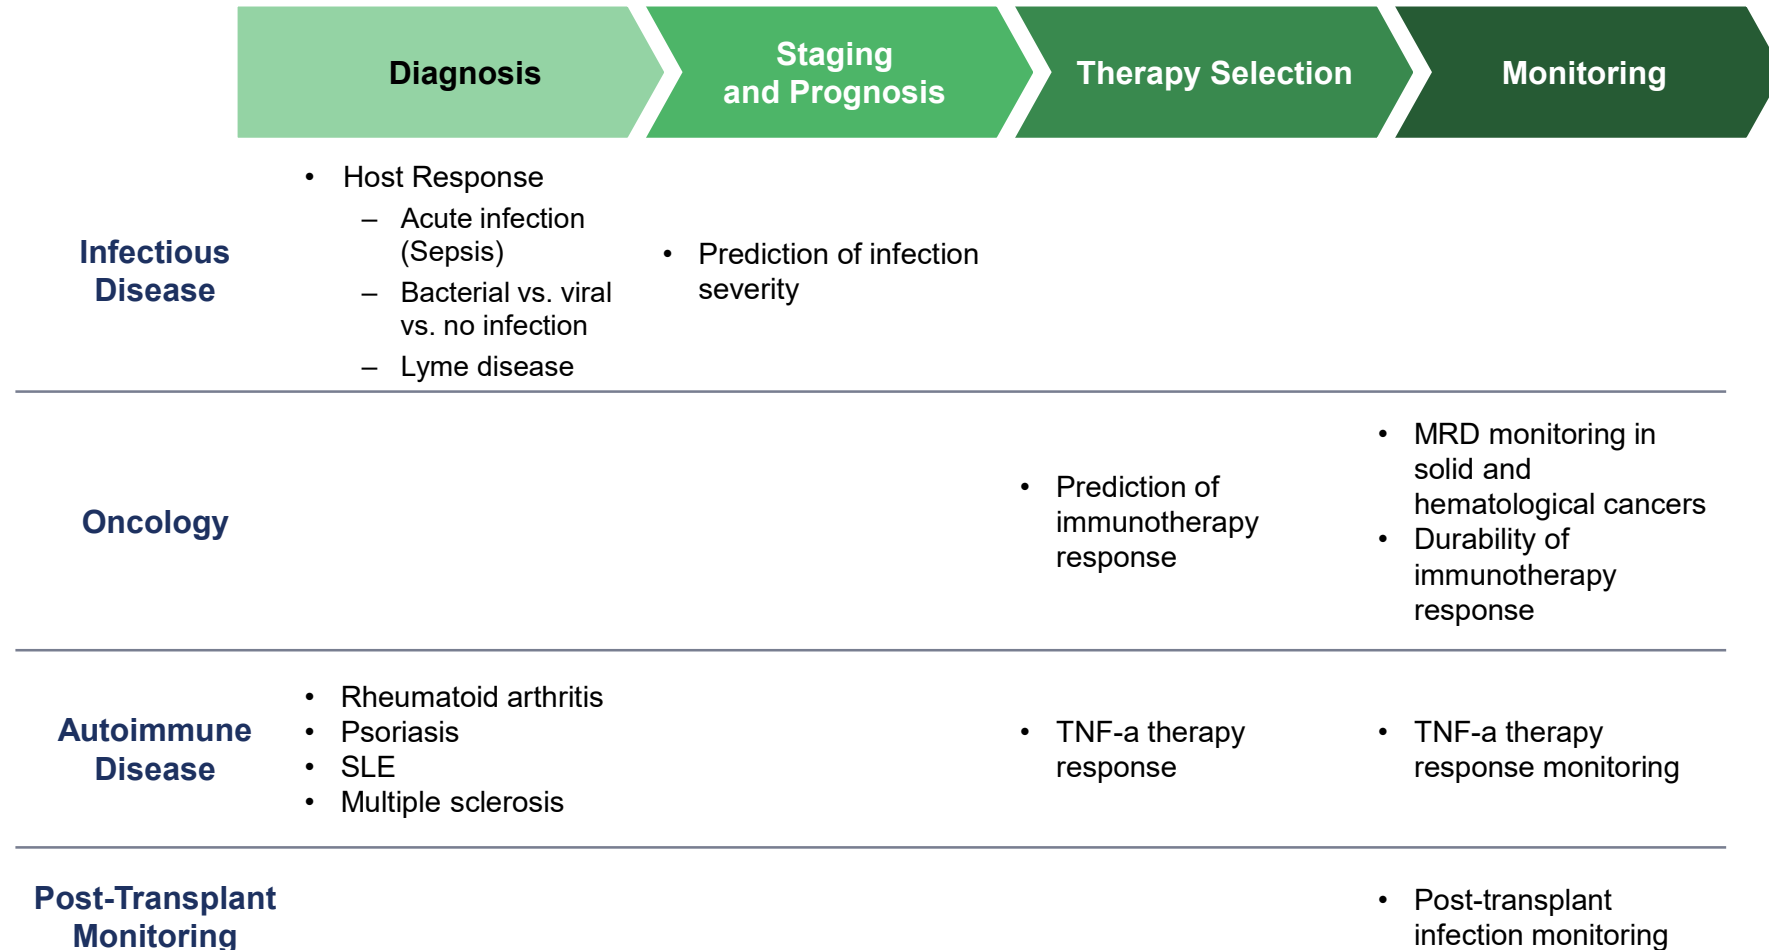 Diagnosis
Staging
and Prognosis
Therapy Selection
Monitoring
Infectious
Disease
• Host Response
– Acute infection
(Sepsis)
– Bacterial vs. viral
vs. no infection
– Lyme disease
• Prediction of infection
severity
Oncology
• Prediction of
immunotherapy
response
• MRD monitoring in
solid and
hematological cancers
• Durability of
immunotherapy
response
Autoimmune
Disease
• Rheumatoid arthritis
• Psoriasis
• SLE
• Multiple sclerosis
• TNF-a therapy
response
• TNF-a therapy
response monitoring
Post-Transplant
Monitoring
• Post-transplant
infection monitoring